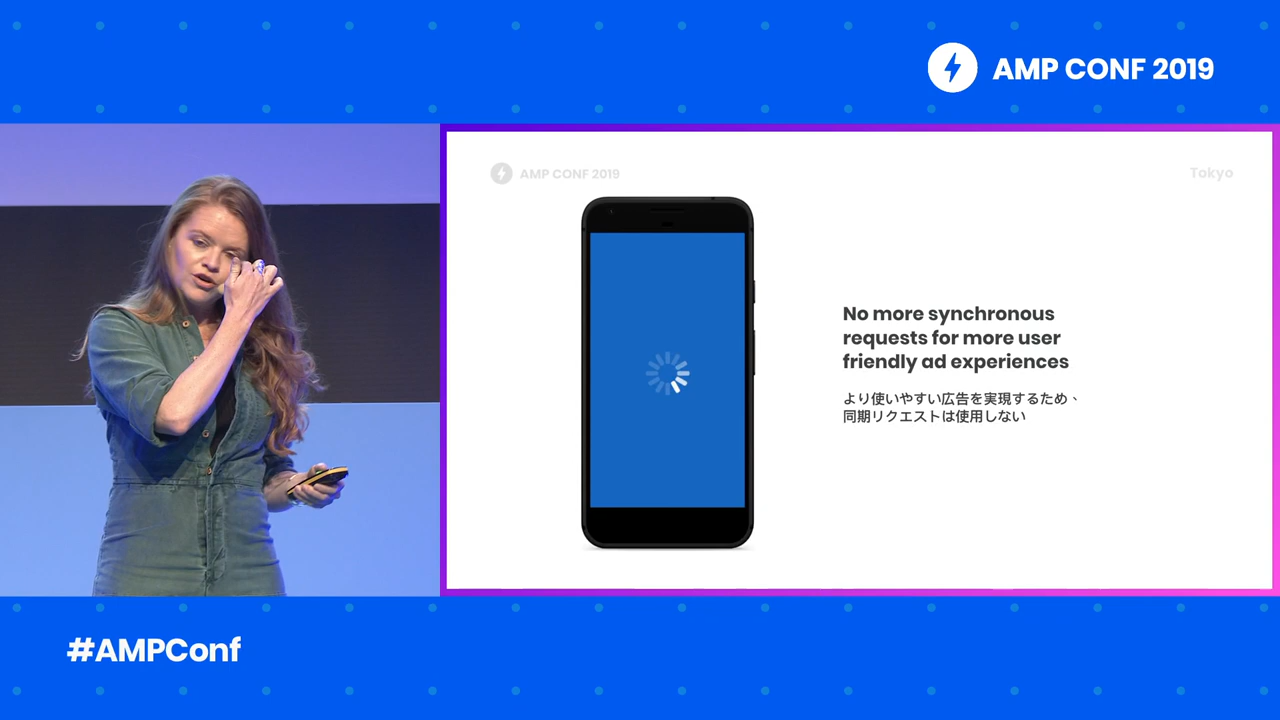 AMP CONF 2019
AMP CONF 2019
Tokyo
No more synchronous
requests for more user
friendly ad experiences
より使いやすい広告を実現するため、
同期リクエストは使用しない
#AMPConf